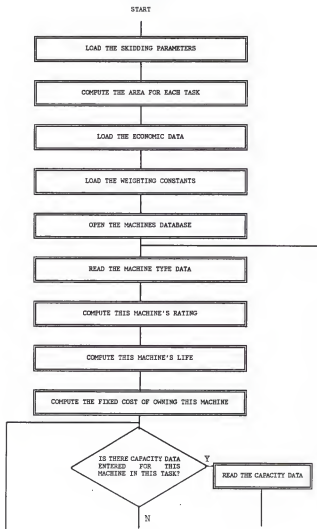 START
LOAD THE SKIDDING PARAMETERS
COMPUTE THE AREA FOR EACH TASK
LOAD THE ECONOMIC DATA
LOAD THE WEIGHTING CONSTANTS
OPEN THE MACHINES DATABASE
READ THE MACHINE TYPE DATA
COMPUTE THIS MACHINE'S RATING
COMPUTE THIS MACHINE'S LIFE
COMPUTE THE FIXED COST OF OWNING THIS MACHINE
IS THERE CAPACITY DATA
ENTERED FOR THIS
MACHINE IN THIS TASK?
Y
READ THE CAPACITY DATA
N